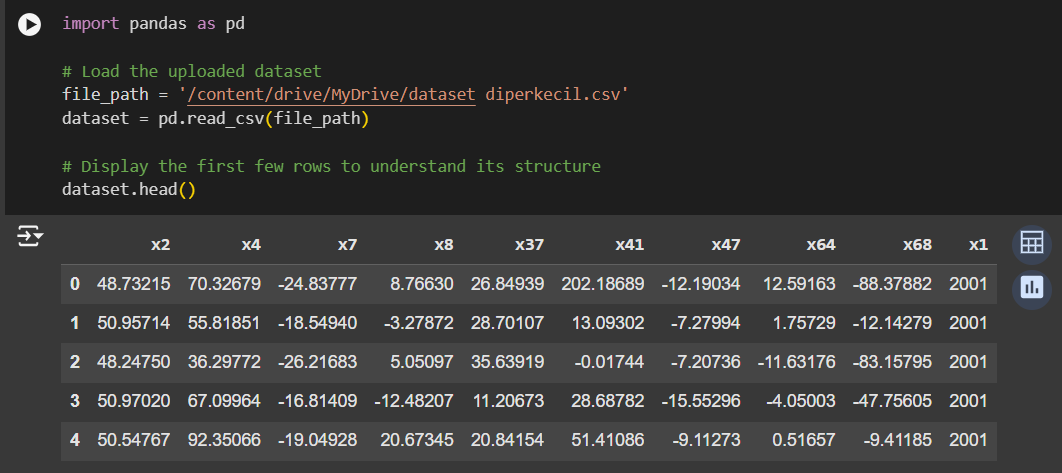 import pandas as pd
# Load the uploaded dataset
file_path = '/content/drive/MyDrive/dataset diperkecil.csv'
dataset = pd.read_csv(file_path)
# Display the first few rows to understand its structure
dataset.head()
x2 x4 x7 x8 x37 x41 x47 x64 x68 x1
0 48.73215 70.32679 -24.83777 8.76630 26.84939 202.18689 -12.19034 12.59163 -88.37882 2001
1 50.95714 55.81851 -18.54940 -3.27872 28.70107 13.09302 -7.27994 1.75729 -12.14279 2001
2 48.24750 36.29772 -26.21683 5.05097 35.63919 -0.01744 -7.20736 -11.63176 -83.15795 2001
3 50.97020 67.09964 -16.81409 -12.48207 11.20673 28.68782 -15.55296 -4.05003 -47.75605 2001
4 50.54767 92.35066 -19.04928 20.67345 20.84154 51.41086 -9.11273 0.51657 -9.41185 2001